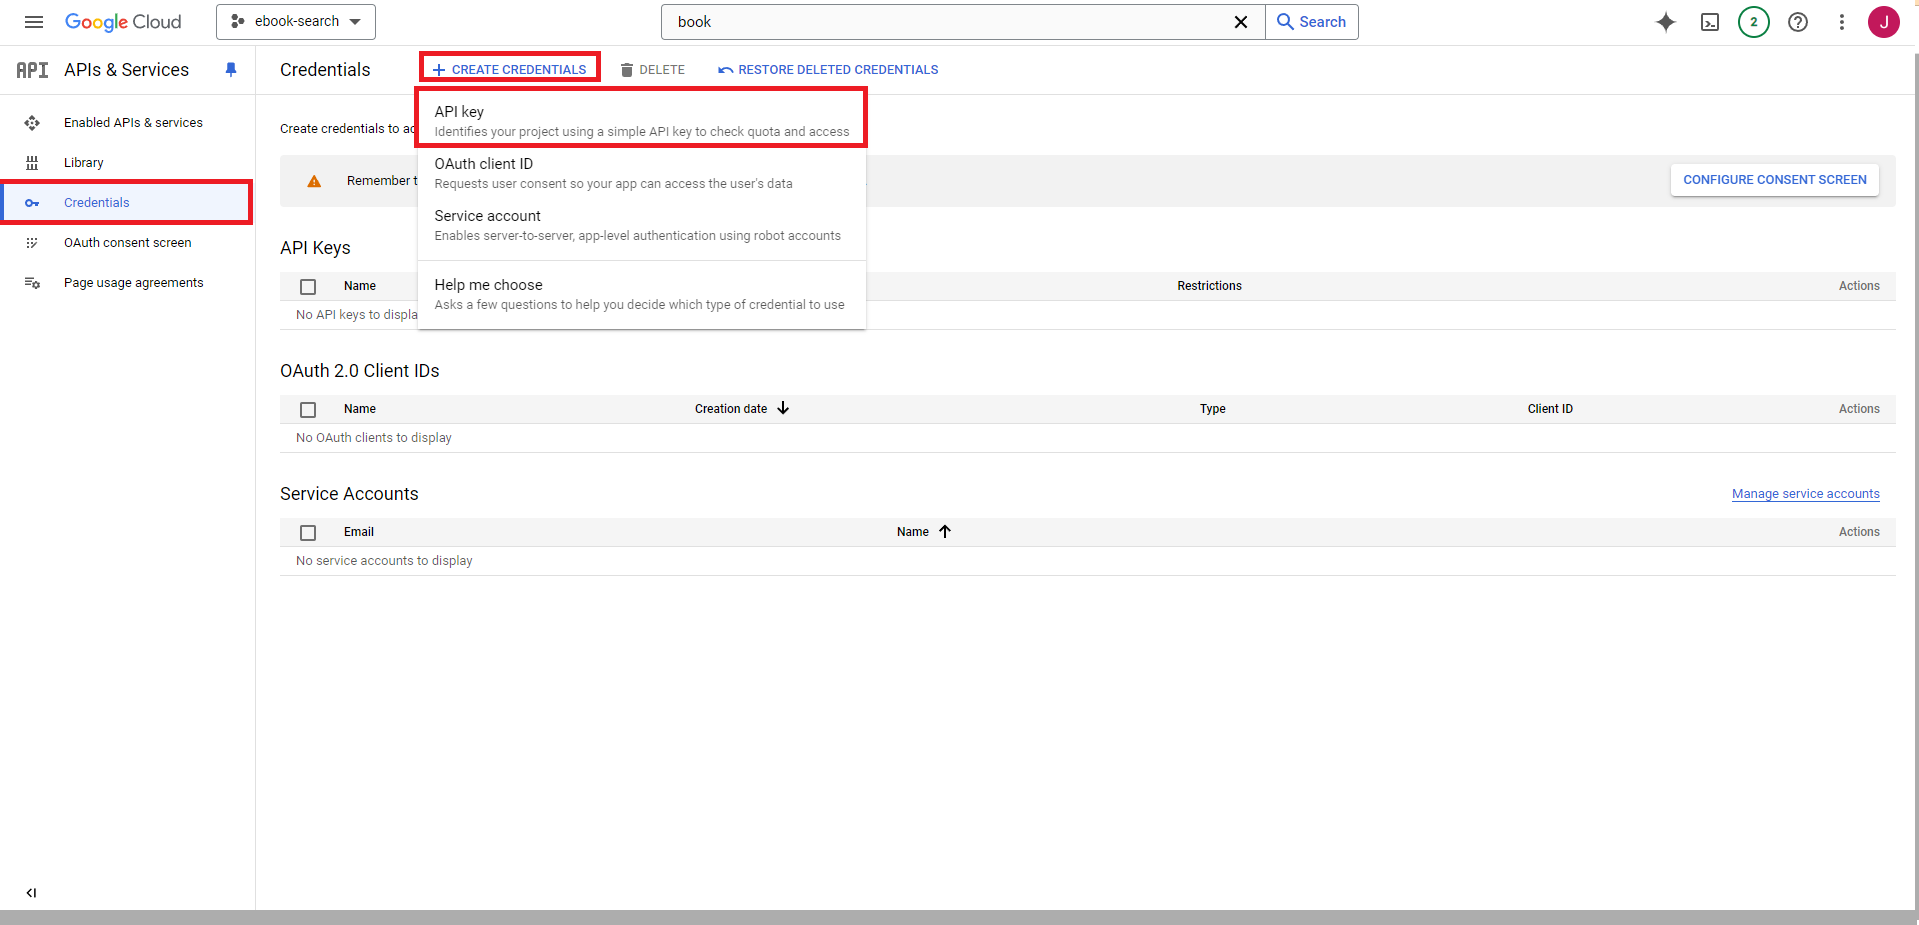 Google Cloud
ebook-search
book
Search
2
J
API APIs & Services
Credentials
CREATE CREDENTIALS
DELETE
RESTORE DELETED CREDENTIALS
Enabled APIs & services
Library
Credentials
OAuth consent screen
Page usage agreements
Create credentials to ac
API key
Identifies your project using a simple API key to check quota and access
OAuth client ID
Requests user consent so your app can access the user's data
Service account
Enables server-to-server, app-level authentication using robot accounts
Help me choose
Asks a few questions to help you decide which type of credential to use
Remember t
CONFIGURE CONSENT SCREEN
API Keys
Name Restrictions Actions
No API keys to displa
OAuth 2.0 Client IDs
Name Creation date Type Client ID Actions
No OAuth clients to display
Service Accounts
Manage service accounts
Email Name Actions
No service accounts to display